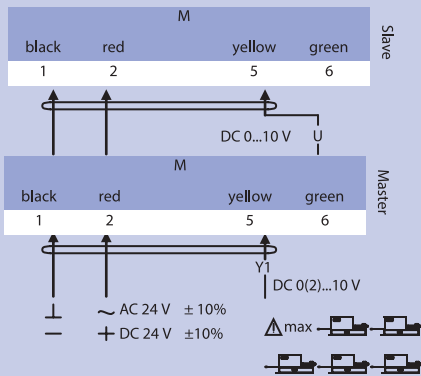 M
black red yellow green
1 2 5 6
Slave
DC 0...10 V U
M
black red yellow green
1 2 5 6
Master
Y1
DC 0(2)...10 V
⊥ ~ AC 24 V ± 10%
− + DC 24 V ±10%
⚠ max